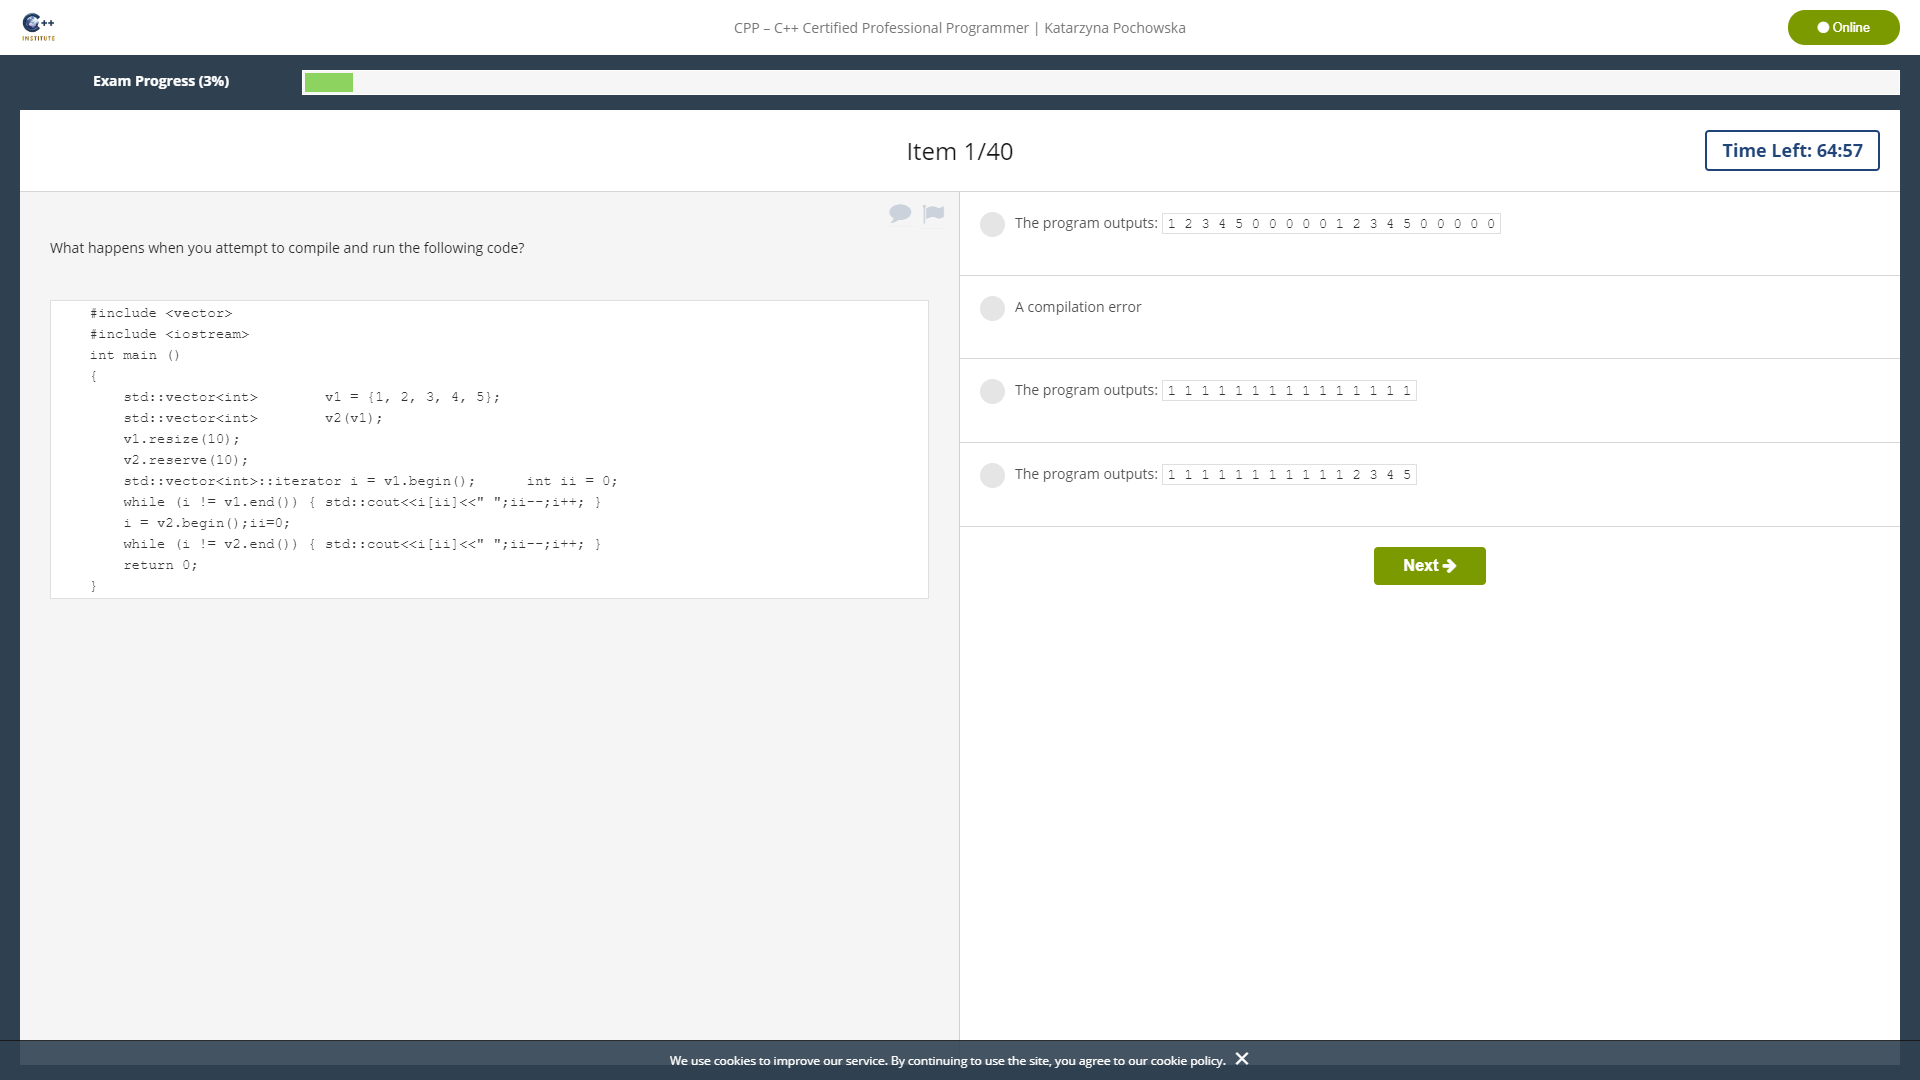 C++
INSTITUTE
CPP – C++ Certified Professional Programmer | Katarzyna Pochowska
Online
Exam Progress (3%)
Item 1/40
Time Left: 64:57
What happens when you attempt to compile and run the following code?
#include <vector>
#include <iostream>
int main ()
{
    std::vector<int>        v1 = {1, 2, 3, 4, 5};
    std::vector<int>        v2(v1);
    v1.resize(10);
    v2.reserve(10);
    std::vector<int>::iterator i = v1.begin();      int ii = 0;
    while (i != v1.end()) { std::cout<<i[ii]<<" ";ii--;i++; }
    i = v2.begin();ii=0;
    while (i != v2.end()) { std::cout<<i[ii]<<" ";ii--;i++; }
    return 0;
}
The program outputs: 1 2 3 4 5 0 0 0 0 0 1 2 3 4 5 0 0 0 0 0
A compilation error
The program outputs: 1 1 1 1 1 1 1 1 1 1 1 1 1 1 1
The program outputs: 1 1 1 1 1 1 1 1 1 1 1 2 3 4 5
Next
We use cookies to improve our service. By continuing to use the site, you agree to our cookie policy.